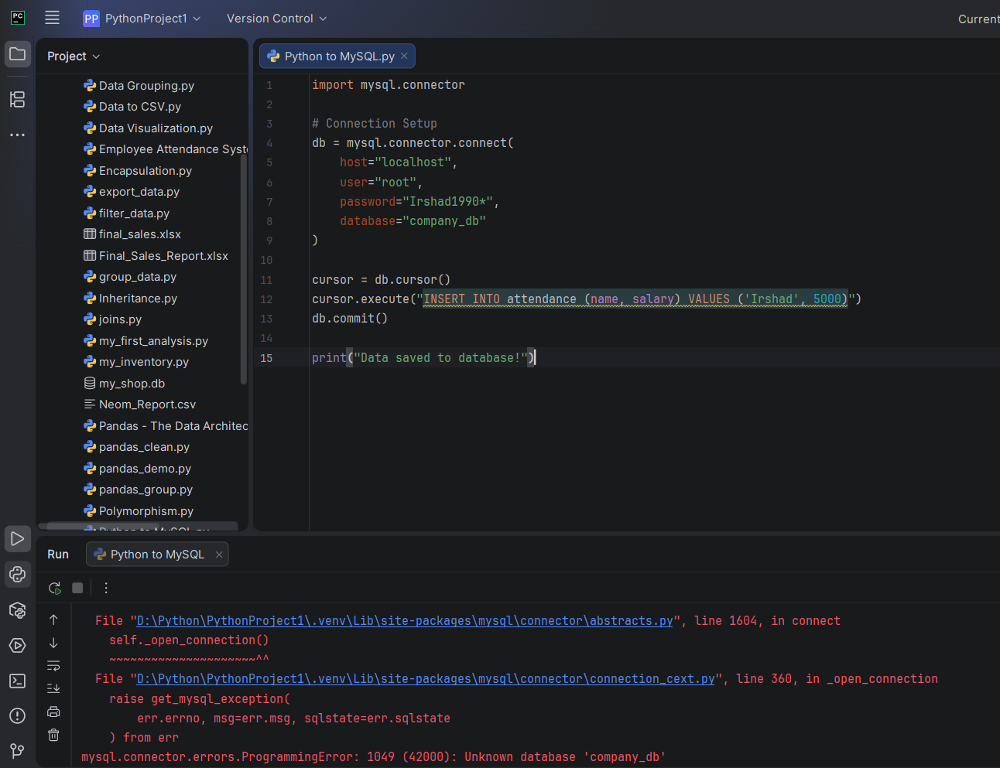 PC
PP PythonProject1
Version Control
Current
Project
Data Grouping.py
Data to CSV.py
Data Visualization.py
Employee Attendance Syst
Encapsulation.py
export_data.py
filter_data.py
final_sales.xlsx
Final_Sales_Report.xlsx
group_data.py
Inheritance.py
joins.py
my_first_analysis.py
my_inventory.py
my_shop.db
Neom_Report.csv
Pandas - The Data Architec
pandas_clean.py
pandas_demo.py
pandas_group.py
Polymorphism.py
Python to MySQL.py
Python to MySQL.py
1 import mysql.connector
2
3 # Connection Setup
4 db = mysql.connector.connect(
5 host="localhost",
6 user="root",
7 password="Irshad1990*",
8 database="company_db"
9 )
10
11 cursor = db.cursor()
12 cursor.execute("INSERT INTO attendance (name, salary) VALUES ('Irshad', 5000)")
13 db.commit()
14
15 print("Data saved to database!")
Run
Python to MySQL
File "D:\Python\PythonProject1\.venv\Lib\site-packages\mysql\connector\abstracts.py", line 1604, in connect
self._open_connection()
~~~~~~~~~~~~~~~~~~~~~^^
File "D:\Python\PythonProject1\.venv\Lib\site-packages\mysql\connector\connection_cext.py", line 360, in _open_connection
raise get_mysql_exception(
err.errno, msg=err.msg, sqlstate=err.sqlstate
) from err
mysql.connector.errors.ProgrammingError: 1049 (42000): Unknown database 'company_db'